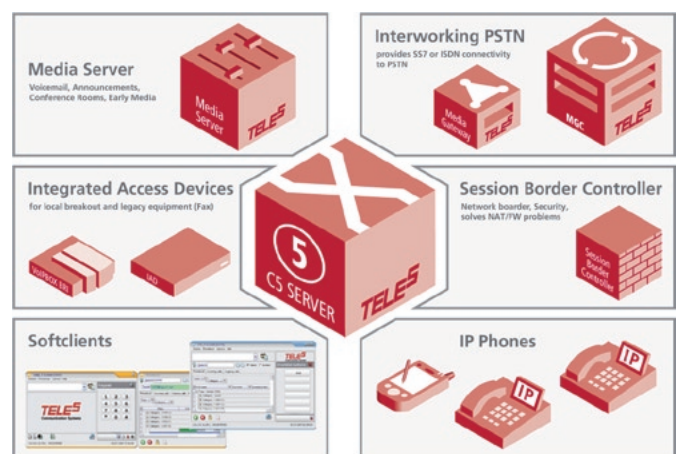 Media Server
Voicemail, Announcements,
Conference Rooms, Early Media
Media
Server
TELES
Interworking PSTN
provides SS7 or ISDN connectivity
to PSTN
Media
Gateway
TELES
MGC
TELES
Integrated Access Devices
for local breakout and legacy equipment (Fax)
VoIPBOX BRI
IAD
5
C5 SERVER
TELES
Session Border Controller
Network boarder, Security,
solves NAT/FW problems
Session
Border
Controller
Softclients
TELES
TELES
IP Phones
IP
IP